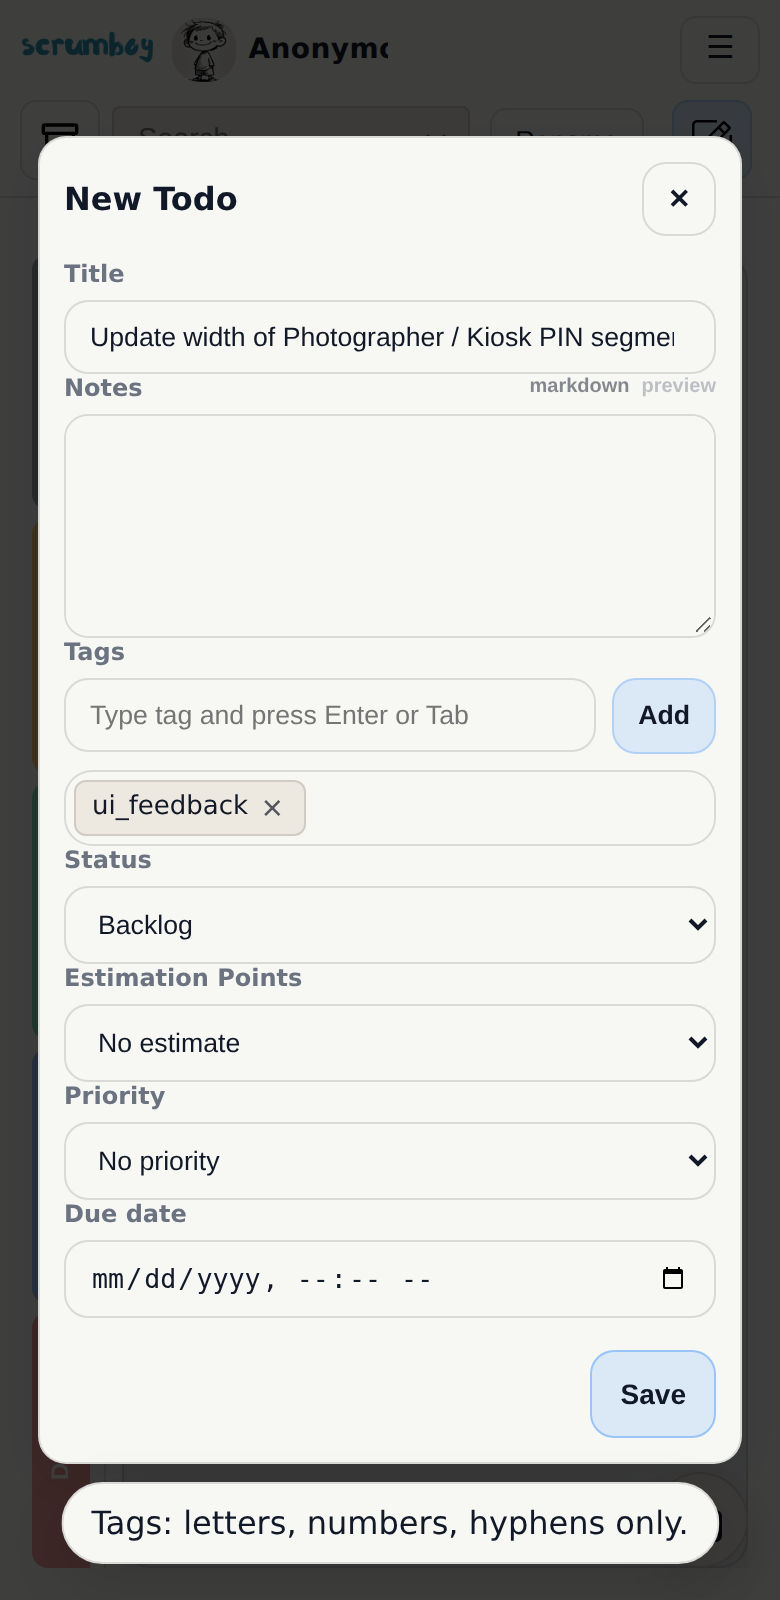 scrumboy
Anonymo
☰
Search
New Todo
✕
Title
Update width of Photographer / Kiosk PIN segmer
Notes
markdown preview
Tags
Type tag and press Enter or Tab
Add
ui_feedback ✕
Status
Backlog
Estimation Points
No estimate
Priority
No priority
Due date
mm/dd/yyyy, --:-- --
Save
D
Tags: letters, numbers, hyphens only.